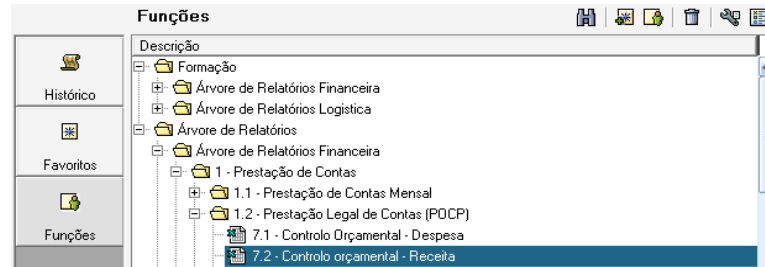 Funções
Descrição
Formação
Árvore de Relatórios Financeira
Histórico
Árvore de Relatórios Logistica
Árvore de Relatórios
Árvore de Relatórios Financeira
Favoritos
1 - Prestação de Contas
1.1 - Prestação de Contas Mensal
1.2 - Prestação Legal de Contas (POCP)
Funções
7.1 - Controlo Orçamental - Despesa
7.2 - Controlo orçamental - Receita